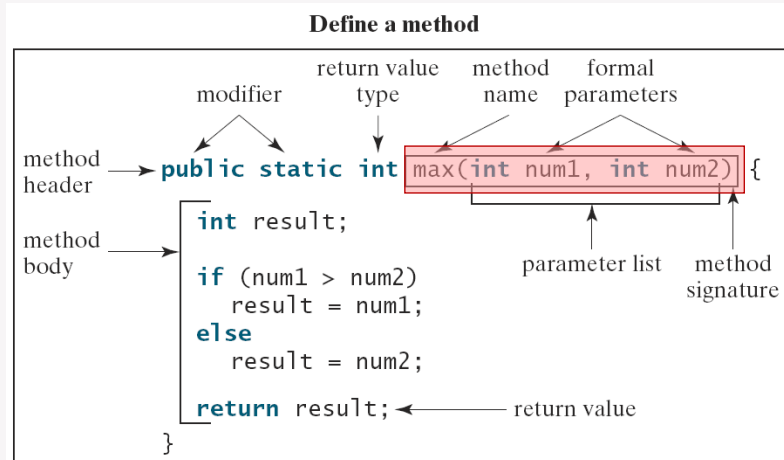 Define a method
return value type
method name
formal parameters
modifier
method header
public static int max(int num1, int num2) {
method body
int result;
parameter list
method signature
if (num1 > num2)
result = num1;
else
result = num2;
return result;
return value
}